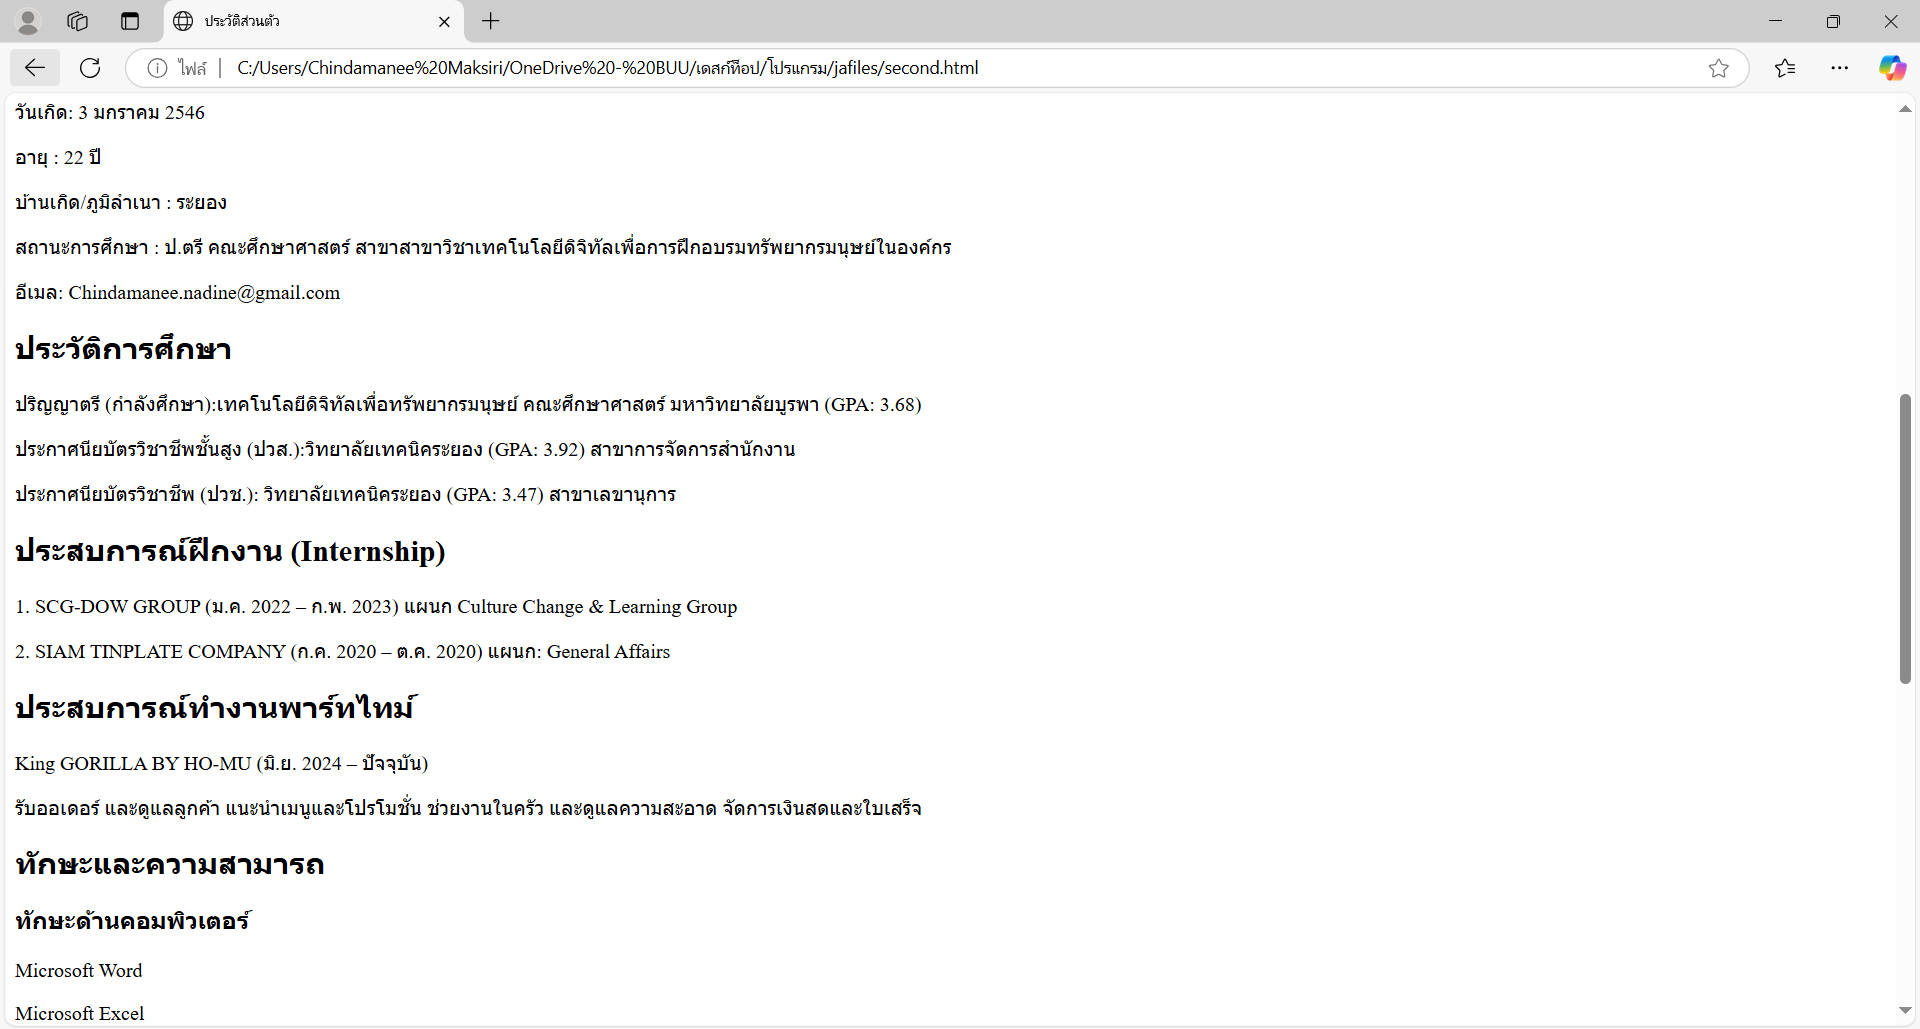 ประวัติส่วนตัว
ไฟล์ | C:/Users/Chindamanee%20Maksiri/OneDrive%20-%20BUU/เดสก์ท็อป/โปรแกรม/jafiles/second.html
วันเกิด: 3 มกราคม 2546
อายุ : 22 ปี
บ้านเกิด/ภูมิลำเนา : ระยอง
สถานะการศึกษา : ป.ตรี คณะศึกษาศาสตร์ สาขาสาขาวิชาเทคโนโลยีดิจิทัลเพื่อการฝึกอบรมทรัพยากรมนุษย์ในองค์กร
อีเมล: Chindamanee.nadine@gmail.com
ประวัติการศึกษา
ปริญญาตรี (กำลังศึกษา):เทคโนโลยีดิจิทัลเพื่อทรัพยากรมนุษย์ คณะศึกษาศาสตร์ มหาวิทยาลัยบูรพา (GPA: 3.68)
ประกาศนียบัตรวิชาชีพชั้นสูง (ปวส.):วิทยาลัยเทคนิคระยอง (GPA: 3.92) สาขาการจัดการสำนักงาน
ประกาศนียบัตรวิชาชีพ (ปวช.): วิทยาลัยเทคนิคระยอง (GPA: 3.47) สาขาเลขานุการ
ประสบการณ์ฝึกงาน (Internship)
1. SCG-DOW GROUP (ม.ค. 2022 – ก.พ. 2023) แผนก Culture Change & Learning Group
2. SIAM TINPLATE COMPANY (ก.ค. 2020 – ต.ค. 2020) แผนก: General Affairs
ประสบการณ์ทำงานพาร์ทไทม์
King GORILLA BY HO-MU (มิ.ย. 2024 – ปัจจุบัน)
รับออเดอร์ และดูแลลูกค้า แนะนำเมนูและโปรโมชั่น ช่วยงานในครัว และดูแลความสะอาด จัดการเงินสดและใบเสร็จ
ทักษะและความสามารถ
ทักษะด้านคอมพิวเตอร์
Microsoft Word
Microsoft Excel